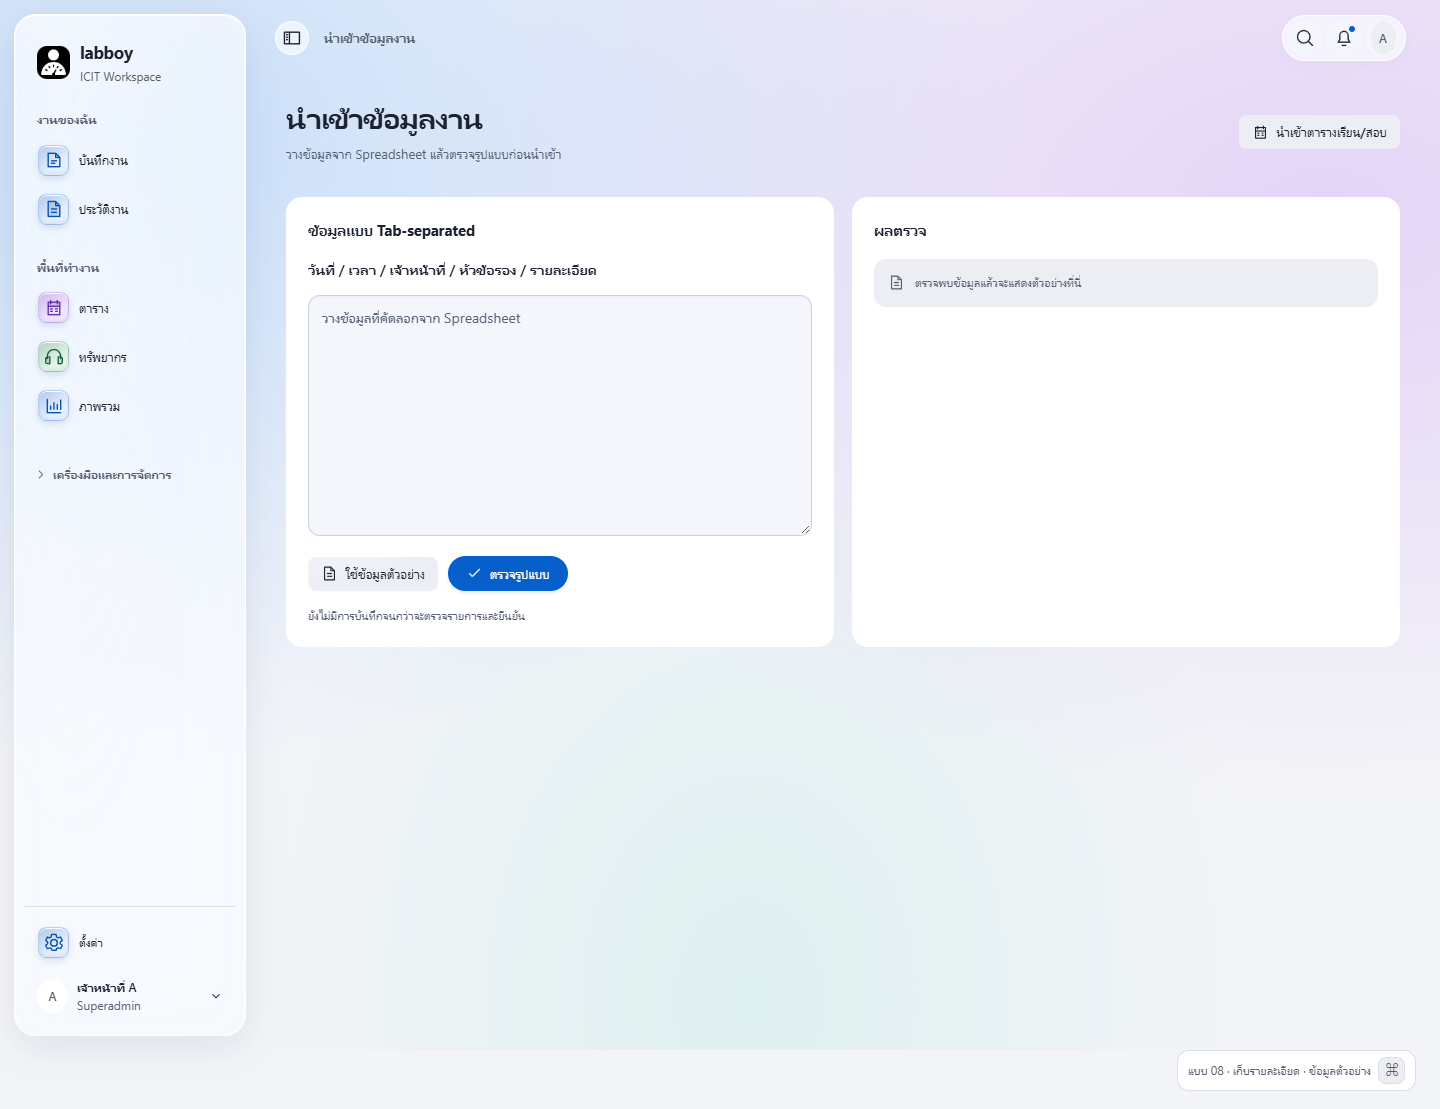 labboy
ICIT Workspace
งานของฉัน
บันทึกงาน
ประวัติงาน
พื้นที่ทำงาน
ตาราง
ทรัพยากร
ภาพรวม
เครื่องมือและการจัดการ
ตั้งค่า
A
เจ้าหน้าที่ A
Superadmin
นำเข้าข้อมูลงาน
A
นำเข้าข้อมูลงาน
วางข้อมูลจาก Spreadsheet แล้วตรวจรูปแบบก่อนนำเข้า
นำเข้าตารางเรียน/สอบ
ข้อมูลแบบ Tab-separated
วันที่ / เวลา / เจ้าหน้าที่ / หัวข้อรอง / รายละเอียด
วางข้อมูลที่คัดลอกจาก Spreadsheet
ใช้ข้อมูลตัวอย่าง
ตรวจรูปแบบ
ยังไม่มีการบันทึกจนกว่าจะตรวจรายการและยืนยัน
ผลตรวจ
ตรวจพบข้อมูลแล้วจะแสดงตัวอย่างที่นี่
แบบ 08 · เก็บรายละเอียด · ข้อมูลตัวอย่าง ⌘